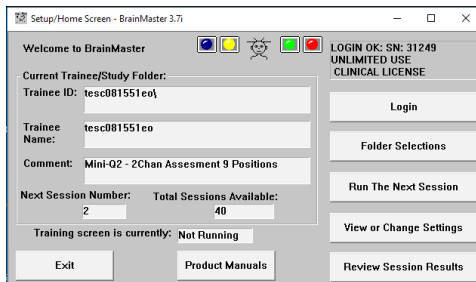 Setup/Home Screen - BrainMaster 3.7i
Welcome to BrainMaster
LOGIN OK: SN: 31249
UNLIMITED USE
CLINICAL LICENSE
Current Trainee/Study Folder:
Trainee ID: tesc081551eo\
Trainee Name: tesc081551eo
Comment: Mini-Q2 - 2Chan Assesment 9 Positions
Next Session Number: Total Sessions Available:
2 40
Training screen is currently: Not Running
Exit Product Manuals
Login
Folder Selections
Run The Next Session
View or Change Settings
Review Session Results